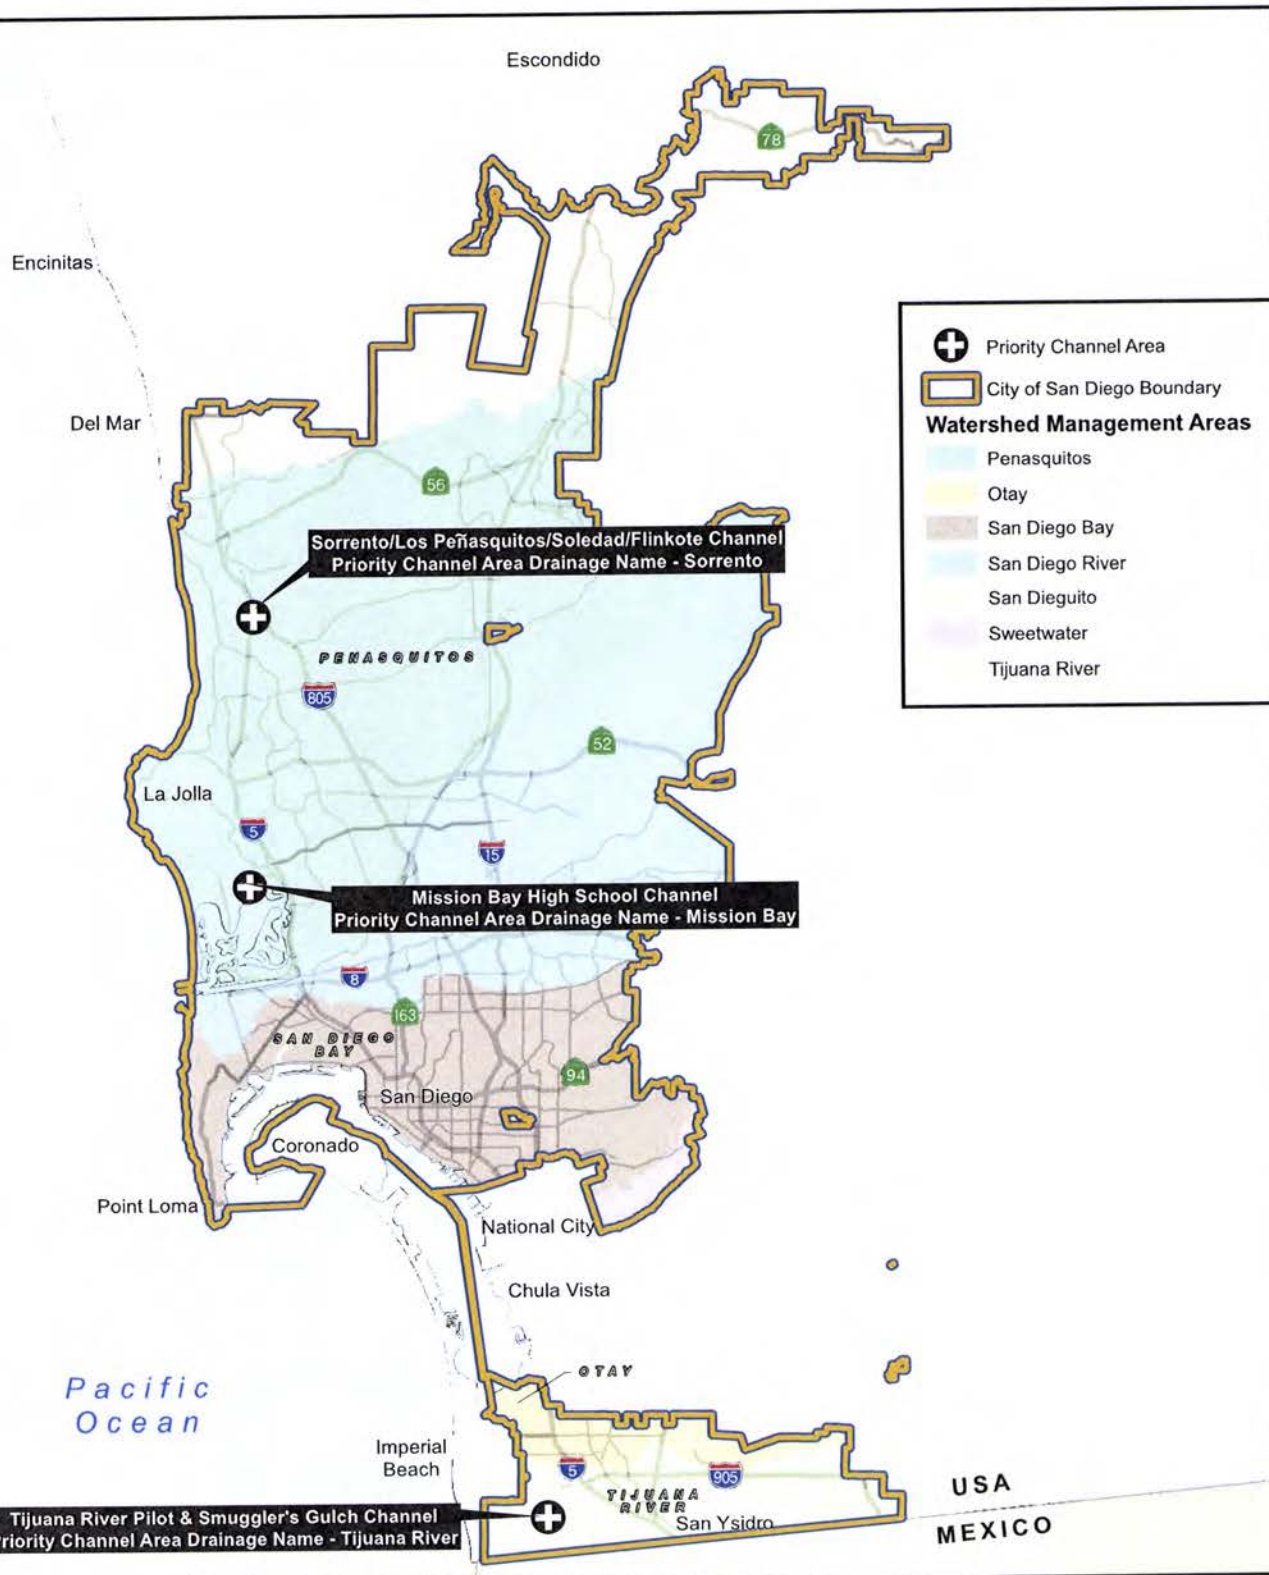 Escondido
78
Encinitas
Del Mar
56
Priority Channel Area
City of San Diego Boundary
Watershed Management Areas
Penasquitos
Otay
San Diego Bay
San Diego River
San Dieguito
Sweetwater
Tijuana River
Sorrento/Los Peñasquitos/Soledad/Flinkote Channel
Priority Channel Area Drainage Name - Sorrento
PENASQUITOS
805
52
La Jolla
5
15
Mission Bay High School Channel
Priority Channel Area Drainage Name - Mission Bay
8
163
SAN DIEGO
BAY
94
San Diego
Coronado
Point Loma
National City
Chula Vista
OTAY
Pacific
Ocean
Imperial
Beach
5
905
TIJUANA
RIVER
San Ysidro
USA
MEXICO
Tijuana River Pilot & Smuggler's Gulch Channel
Priority Channel Area Drainage Name - Tijuana River